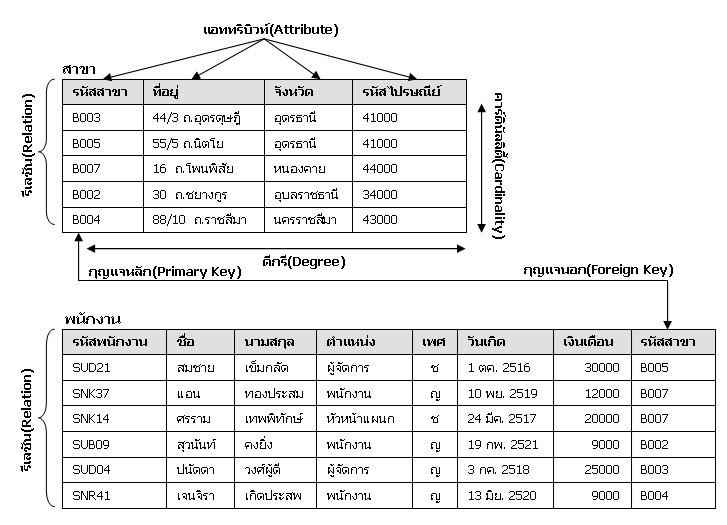 แอททริบิวท์(Attribute)
สาขา
รหัสสาขา ที่อยู่ จังหวัด รหัสไปรษณีย์
B003 44/3 ถ.อุดรดุษฎี อุดรธานี 41000
B005 55/5 ถ.นิตโย อุดรธานี 41000
B007 16 ถ.โพนพิสัย หนองคาย 44000
B002 30 ถ.ชยางกูร อุบลราชธานี 34000
B004 88/10 ถ.ราชสีมา นครราชสีมา 43000
รีเลชัน(Relation)
คาร์ดินัลลิตี้(Cardinality)
ดีกรี(Degree)
กุญแจหลัก(Primary Key)
กุญแจนอก(Foreign Key)
พนักงาน
รหัสพนักงาน ชื่อ นามสกุล ตำแหน่ง เพศ วันเกิด เงินเดือน รหัสสาขา
SUD21 สมชาย เข็มกลัด ผู้จัดการ ช 1 ตค. 2516 30000 B005
SNK37 แอน ทองประสม พนักงาน ญ 10 พย. 2519 12000 B007
SNK14 ศรราม เทพพิทักษ์ หัวหน้าแผนก ช 24 มีค. 2517 20000 B007
SUB09 สุวนันท์ คงยิ่ง พนักงาน ญ 19 กพ. 2521 9000 B002
SUD04 ปนัดดา วงศ์ผู้ดี ผู้จัดการ ญ 3 กค. 2518 25000 B003
SNR41 เจนจิรา เกิดประสพ พนักงาน ญ 13 มิย. 2520 9000 B004
รีเลชัน(Relation)